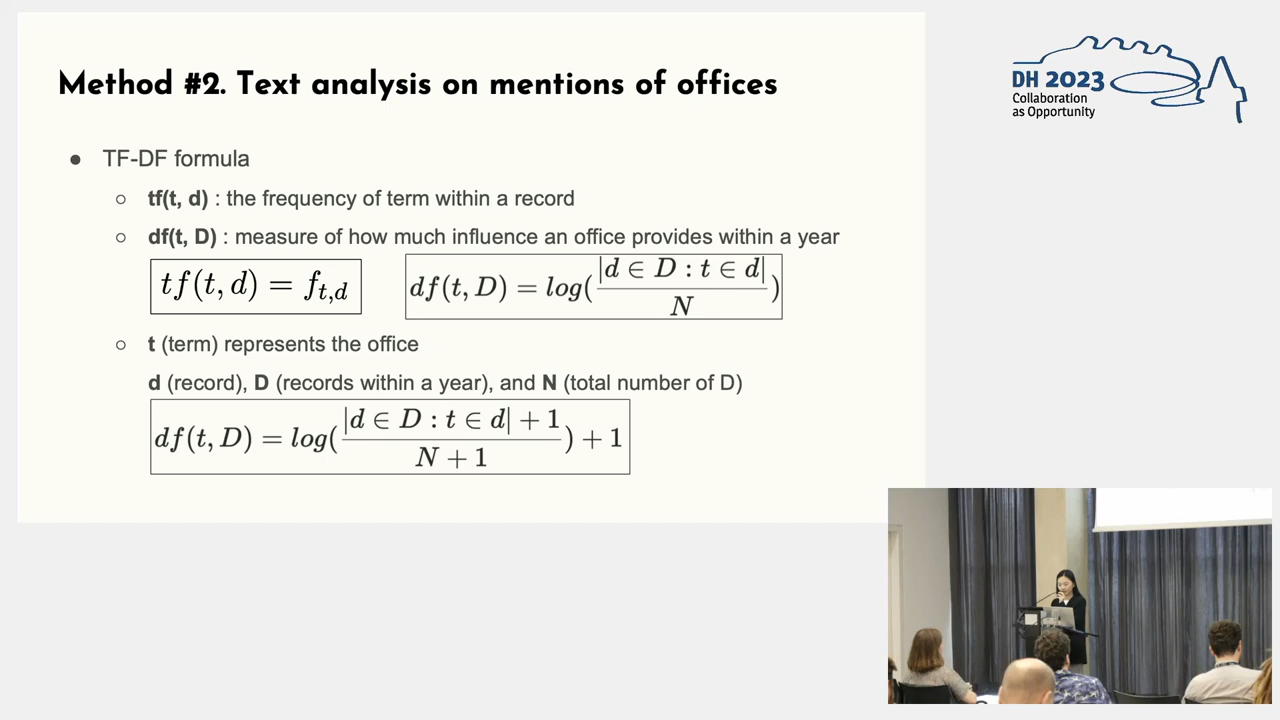 Method #2. Text analysis on mentions of offices
● TF-DF formula
○ tf(t, d) : the frequency of term within a record
○ df(t, D) : measure of how much influence an office provides within a year
tf(t, d) = f_{t,d}
df(t, D) = log(\frac{|d ∈ D : t ∈ d|}{N})
○ t (term) represents the office
d (record), D (records within a year), and N (total number of D)
df(t, D) = log(\frac{|d ∈ D : t ∈ d| + 1}{N + 1}) + 1
DH 2023
Collaboration
as Opportunity